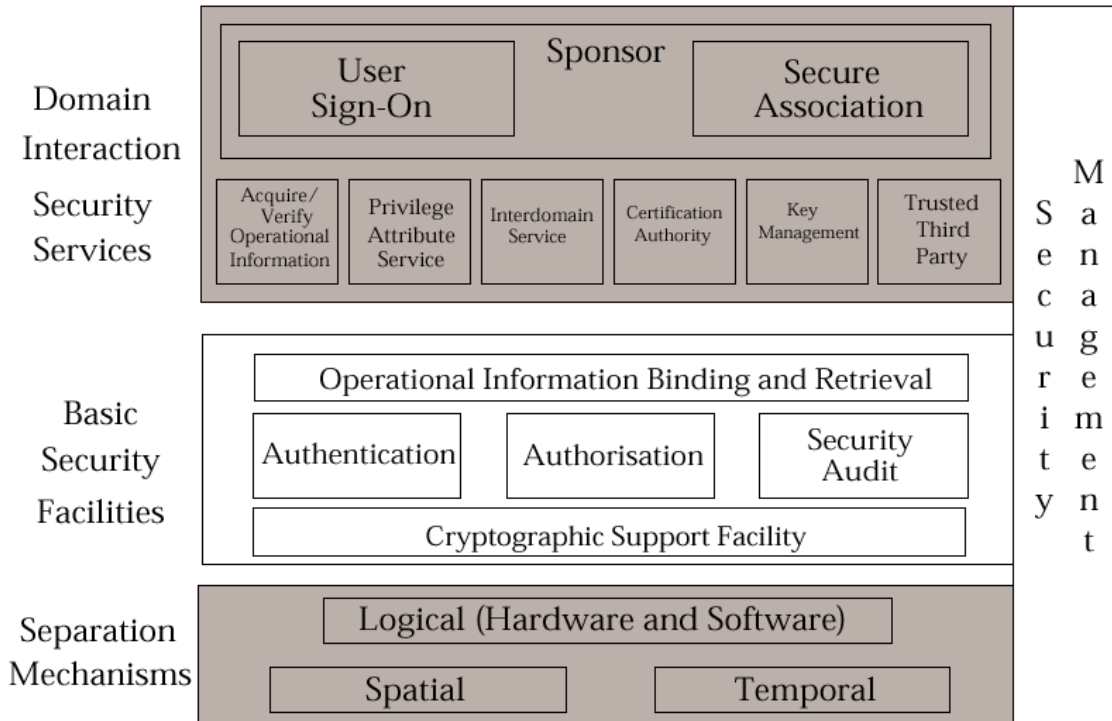 Sponsor
User
Sign-On
Secure
Association
Domain
Interaction
Security
Services
Acquire/
Verify
Operational
Information
Privilege
Attribute
Service
Interdomain
Service
Certification
Authority
Key
Management
Trusted
Third
Party
Operational Information Binding and Retrieval
Basic
Security
Facilities
Authentication
Authorisation
Security
Audit
Cryptographic Support Facility
Separation
Mechanisms
Logical (Hardware and Software)
Spatial
Temporal
Security
Management